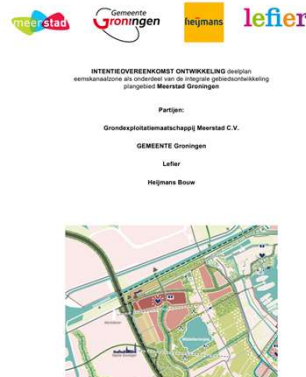 meerstad
Gemeente
Groningen
heijmans
lefier
INTENTIEOVEREENKOMST ONTWIKKELING deelplan
eemskanaalzone als onderdeel van de integrale gebiedsontwikkeling
plangebied Meerstad Groningen
Partijen:
Grondexploitatiemaatschappij Meerstad C.V.
GEMEENTE Groningen
Lefier
Heijmans Bouw